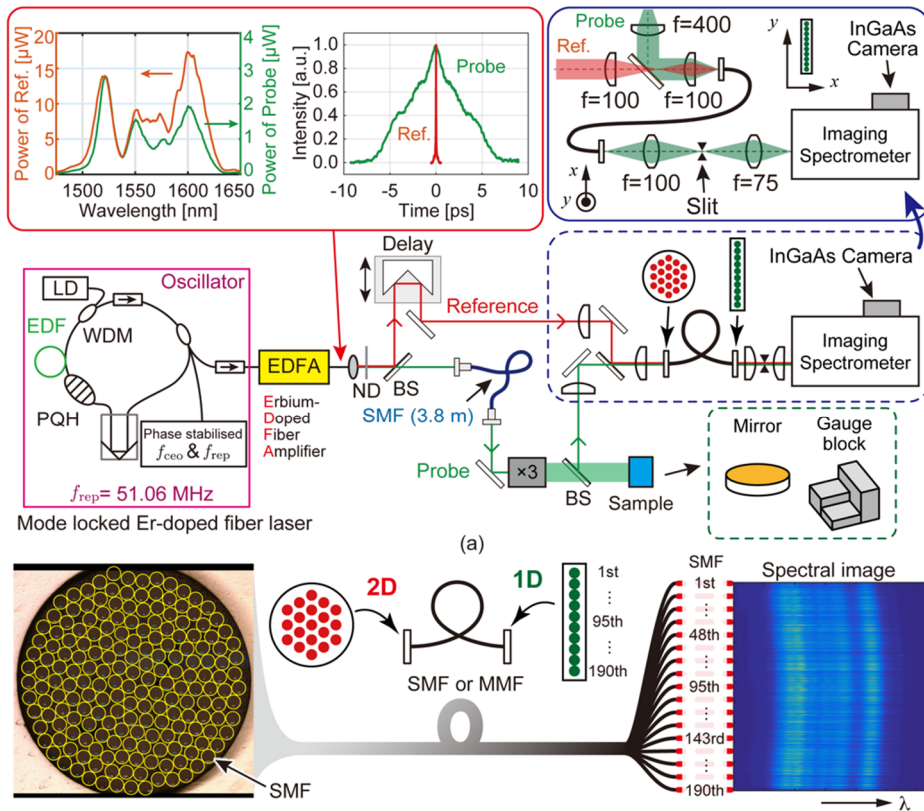 Power of Ref. [μW]
20
15
10
5
0
4
3
2
1
0
Power of Probe [μW]
1500 1550 1600 1650
Wavelength [nm]
Intensity [a.u.]
1.0
0.8
0.6
0.4
0.2
0.0
Probe
Ref.
-10 -5 0 5 10
Time [ps]
Probe
f=400
Ref.
f=100
f=100
y
x
InGaAs
Camera
Imaging
Spectrometer
x
y
f=100
Slit
f=75
Oscillator
LD
WDM
EDF
PQH
Phase stabilised
fceo & frep
frep= 51.06 MHz
Mode locked Er-doped fiber laser
EDFA
Erbium-
Doped
Fiber
Amplifier
ND
BS
Delay
Reference
SMF (3.8 m)
Probe
×3
BS
Sample
InGaAs Camera
Imaging
Spectrometer
Mirror
Gauge
block
(a)
SMF
2D
1D
SMF or MMF
1st
⋮
95th
⋮
190th
SMF
1st
⋮
48th
⋮
95th
⋮
143rd
⋮
190th
Spectral image
λ